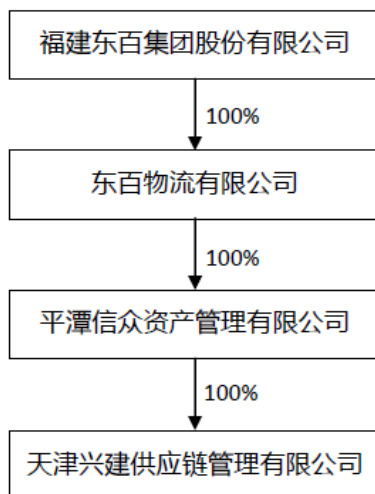 福建东百集团股份有限公司
100%
东百物流有限公司
100%
平潭信众资产管理有限公司
100%
天津兴建供应链管理有限公司